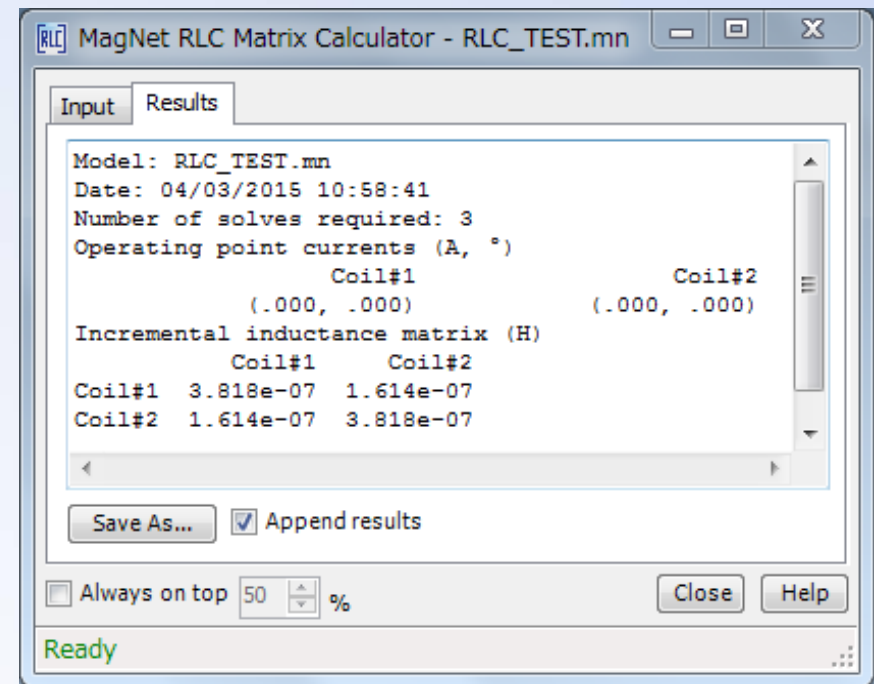 RLC MagNet RLC Matrix Calculator - RLC_TEST.mn
Input Results
Model: RLC_TEST.mn
Date: 04/03/2015 10:58:41
Number of solves required: 3
Operating point currents (A, °)
Coil#1 Coil#2
(.000, .000) (.000, .000)
Incremental inductance matrix (H)
Coil#1 Coil#2
Coil#1 3.818e-07 1.614e-07
Coil#2 1.614e-07 3.818e-07
Save As... Append results
Always on top 50 % Close Help
Ready